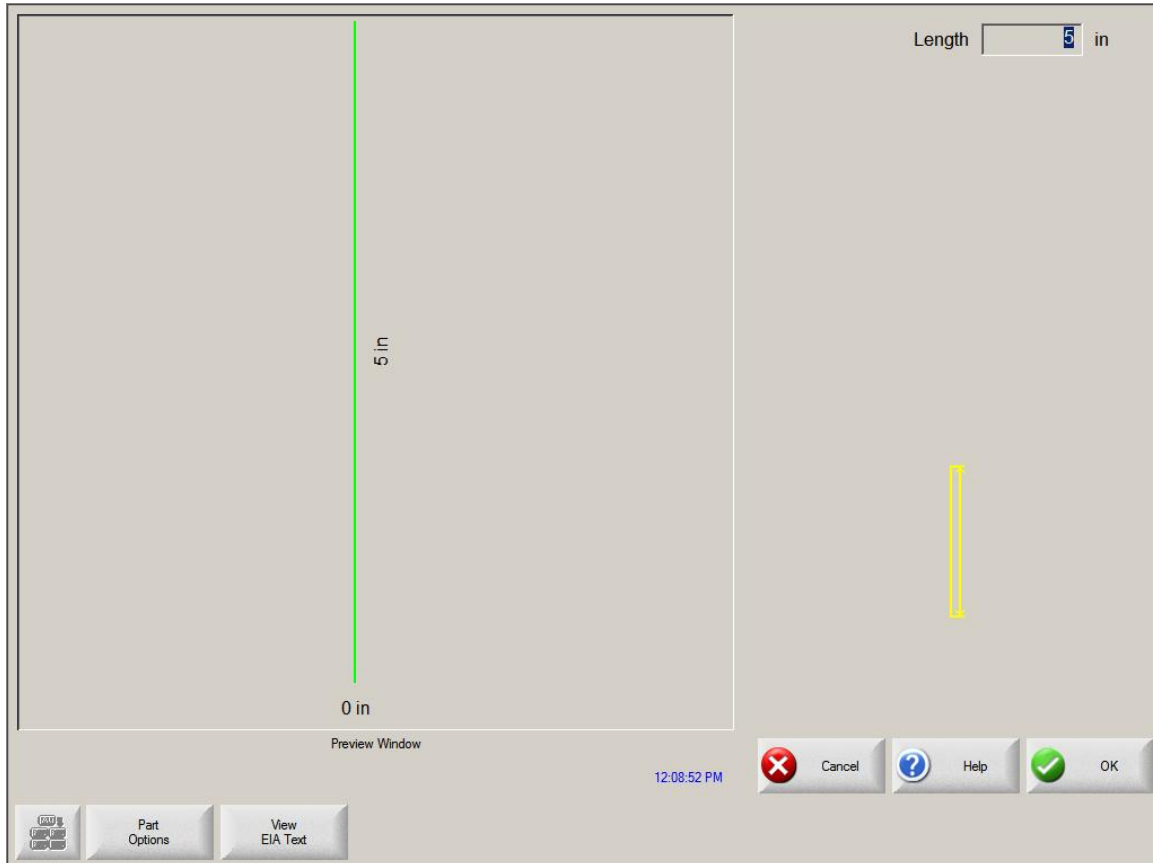 Length 5 in
5 in
0 in
Preview Window
12:08:52 PM
Cancel
Help
OK
Part
Options
View
EIA Text